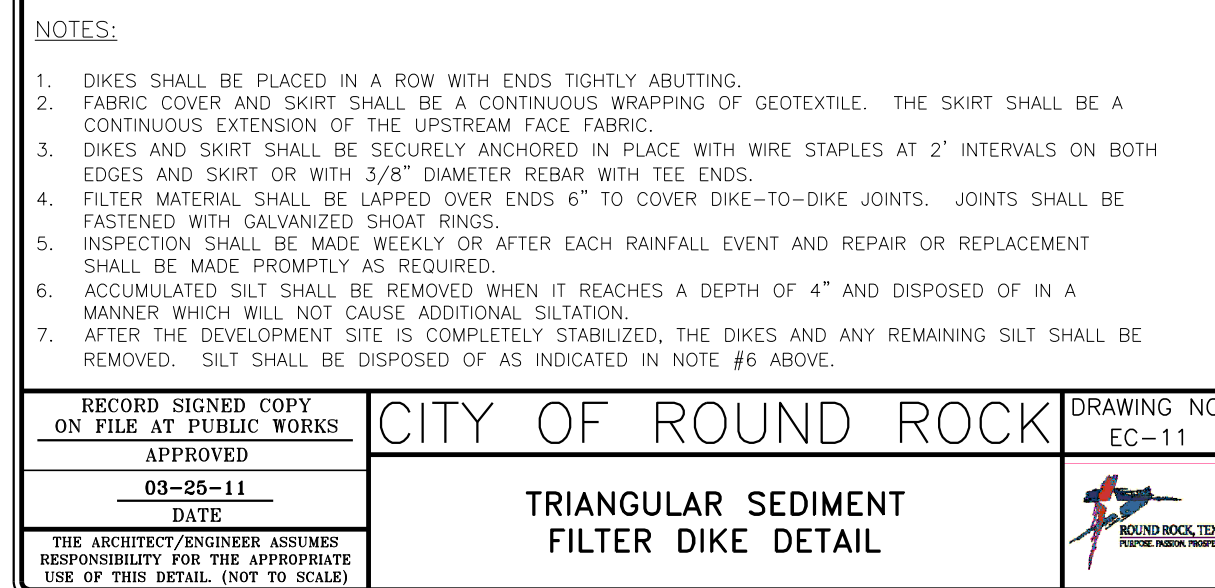 NOTES:
1. DIKES SHALL BE PLACED IN A ROW WITH ENDS TIGHTLY ABUTTING.
2. FABRIC COVER AND SKIRT SHALL BE A CONTINUOUS WRAPPING OF GEOTEXTILE. THE SKIRT SHALL BE A
CONTINUOUS EXTENSION OF THE UPSTREAM FACE FABRIC.
3. DIKES AND SKIRT SHALL BE SECURELY ANCHORED IN PLACE WITH WIRE STAPLES AT 2' INTERVALS ON BOTH
EDGES AND SKIRT OR WITH 3/8" DIAMETER REBAR WITH TEE ENDS.
4. FILTER MATERIAL SHALL BE LAPPED OVER ENDS 6" TO COVER DIKE-TO-DIKE JOINTS. JOINTS SHALL BE
FASTENED WITH GALVANIZED SHOAT RINGS.
5. INSPECTION SHALL BE MADE WEEKLY OR AFTER EACH RAINFALL EVENT AND REPAIR OR REPLACEMENT
SHALL BE MADE PROMPTLY AS REQUIRED.
6. ACCUMULATED SILT SHALL BE REMOVED WHEN IT REACHES A DEPTH OF 4" AND DISPOSED OF IN A
MANNER WHICH WILL NOT CAUSE ADDITIONAL SILTATION.
7. AFTER THE DEVELOPMENT SITE IS COMPLETELY STABILIZED, THE DIKES AND ANY REMAINING SILT SHALL BE
REMOVED. SILT SHALL BE DISPOSED OF AS INDICATED IN NOTE #6 ABOVE.
RECORD SIGNED COPY
ON FILE AT PUBLIC WORKS
APPROVED
03-25-11
DATE
THE ARCHITECT/ENGINEER ASSUMES
RESPONSIBILITY FOR THE APPROPRIATE
USE OF THIS DETAIL. (NOT TO SCALE)
CITY OF ROUND ROCK
TRIANGULAR SEDIMENT
FILTER DIKE DETAIL
DRAWING NO
EC-11
ROUND ROCK, TEX
PURPOSE. PASSION. PROSPE